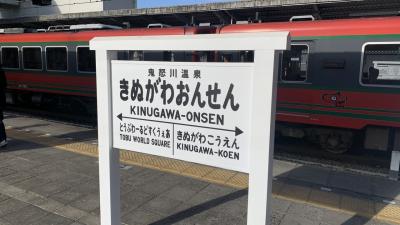 鬼怒川温泉
きぬがわおんせん
KINUGAWA-ONSEN
とうぶわーるどすくうぇあ
TOBU WORLD SQUARE
きぬがわこうえん
KINUGAWA-KOEN